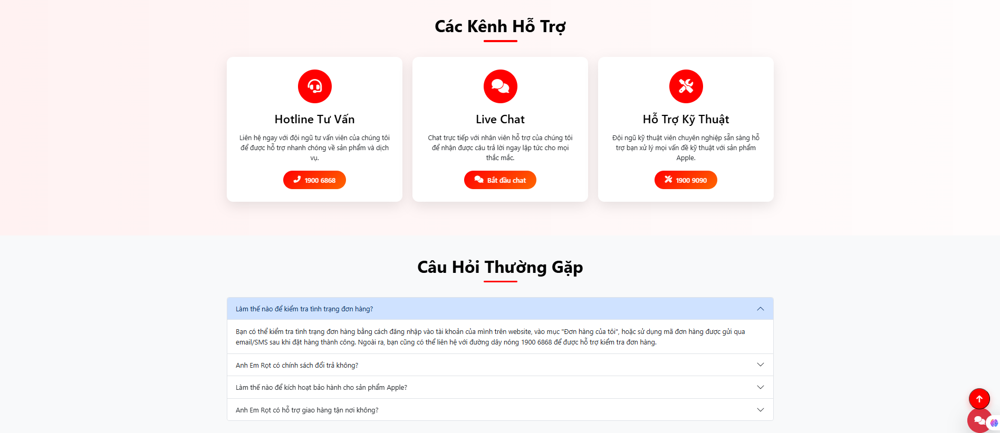 Các Kênh Hỗ Trợ
Hotline Tư Vấn
Liên hệ ngay với đội ngũ tư vấn viên của chúng tôi
để được hỗ trợ nhanh chóng về sản phẩm và dịch
vụ.
1900 6868
Live Chat
Chat trực tiếp với nhân viên hỗ trợ của chúng tôi
để nhận được câu trả lời ngay lập tức cho mọi
thắc mắc.
Bắt đầu chat
Hỗ Trợ Kỹ Thuật
Đội ngũ kỹ thuật viên chuyên nghiệp sẵn sàng hỗ
trợ bạn xử lý mọi vấn đề kỹ thuật với sản phẩm
Apple.
1900 9090
Câu Hỏi Thường Gặp
Làm thế nào để kiểm tra tình trạng đơn hàng?
Bạn có thể kiểm tra tình trạng đơn hàng bằng cách đăng nhập vào tài khoản của mình trên website, vào mục "Đơn hàng của tôi", hoặc sử dụng mã đơn hàng được gửi qua
email/SMS sau khi đặt hàng thành công. Ngoài ra, bạn cũng có thể liên hệ với đường dây nóng 1900 6868 để được hỗ trợ kiểm tra đơn hàng.
Anh Em Rọt có chính sách đổi trả không?
Làm thế nào để kích hoạt bảo hành cho sản phẩm Apple?
Anh Em Rọt có hỗ trợ giao hàng tận nơi không?